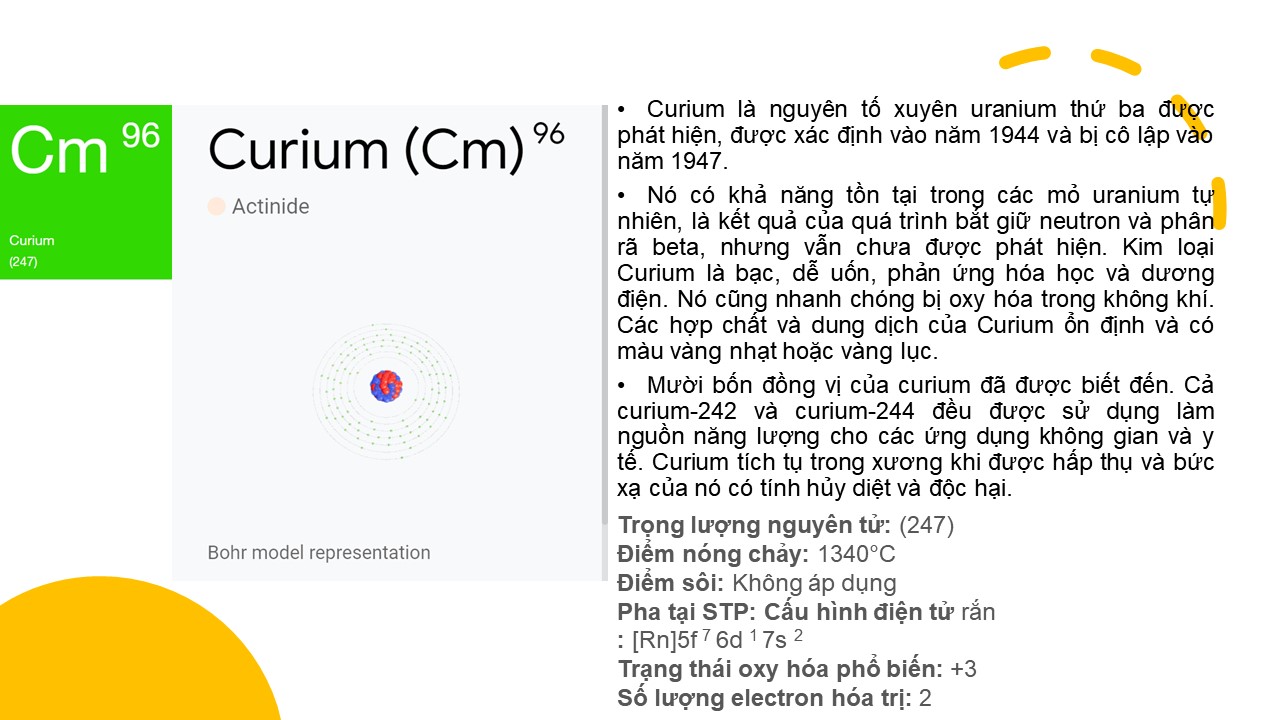 Cm 96
Curium
(247)
Curium (Cm) 96
Actinide
Bohr model representation
• Curium là nguyên tố xuyên uranium thứ ba được
phát hiện, được xác định vào năm 1944 và bị cô lập vào
năm 1947.
• Nó có khả năng tồn tại trong các mỏ uranium tự
nhiên, là kết quả của quá trình bắt giữ neutron và phân
rã beta, nhưng vẫn chưa được phát hiện. Kim loại
Curium là bạc, dễ uốn, phản ứng hóa học và dương
điện. Nó cũng nhanh chóng bị oxy hóa trong không khí.
Các hợp chất và dung dịch của Curium ổn định và có
màu vàng nhạt hoặc vàng lục.
• Mười bốn đồng vị của curium đã được biết đến. Cả
curium-242 và curium-244 đều được sử dụng làm
nguồn năng lượng cho các ứng dụng không gian và y
tế. Curium tích tụ trong xương khi được hấp thụ và bức
xạ của nó có tính hủy diệt và độc hại.
Trọng lượng nguyên tử: (247)
Điểm nóng chảy: 1340°C
Điểm sôi: Không áp dụng
Pha tại STP: Cấu hình điện tử rắn
: [Rn]5f 7 6d 1 7s 2
Trạng thái oxy hóa phổ biến: +3
Số lượng electron hóa trị: 2